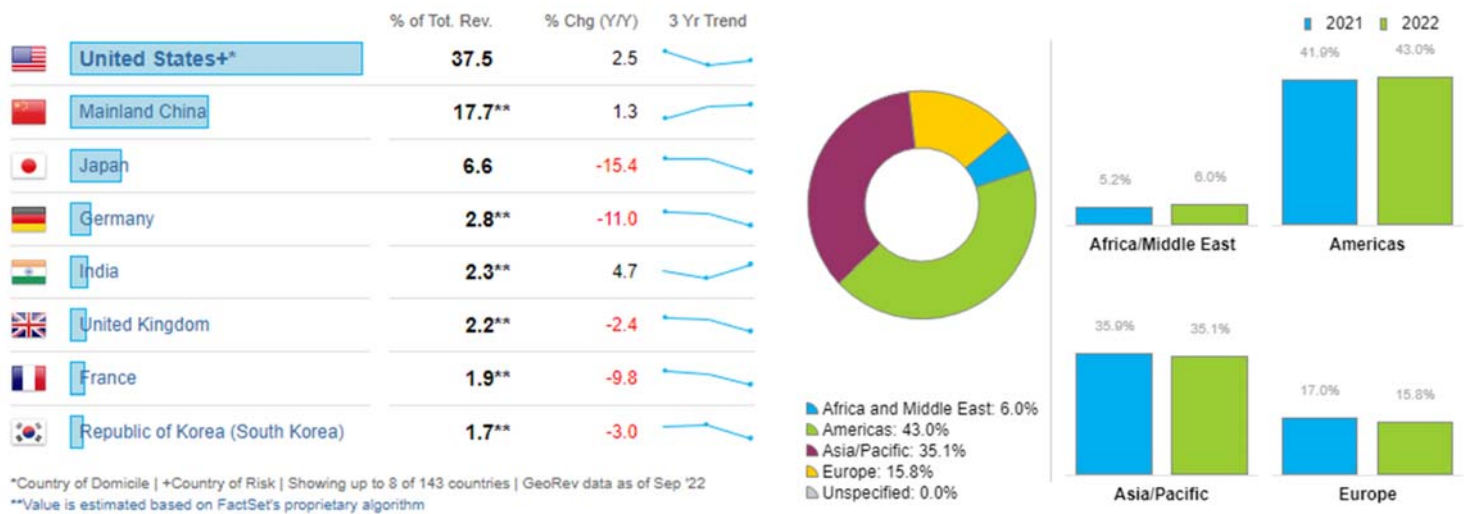 % of Tot. Rev. % Chg (Y/Y) 3 Yr Trend
United States+* 37.5 2.5
Mainland China 17.7** 1.3
Japan 6.6 -15.4
Germany 2.8** -11.0
India 2.3** 4.7
United Kingdom 2.2** -2.4
France 1.9** -9.8
Republic of Korea (South Korea) 1.7** -3.0
*Country of Domicile | +Country of Risk | Showing up to 8 of 143 countries | GeoRev data as of Sep '22
**Value is estimated based on FactSet's proprietary algorithm
Africa and Middle East: 6.0%
Americas: 43.0%
Asia/Pacific: 35.1%
Europe: 15.8%
Unspecified: 0.0%
2021 2022
5.2% 6.0%
Africa/Middle East
41.9% 43.0%
Americas
35.9% 35.1%
Asia/Pacific
17.0% 15.8%
Europe